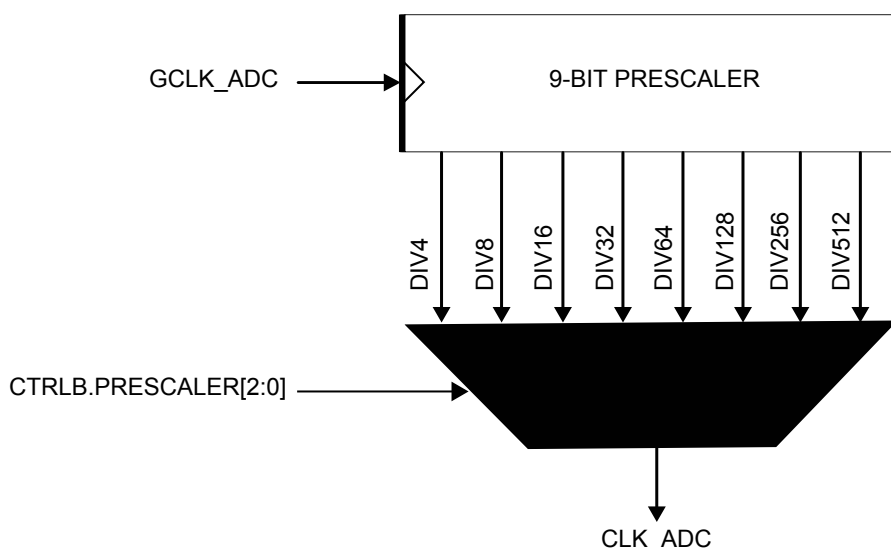 GCLK_ADC
9-BIT PRESCALER
DIV4
DIV8
DIV16
DIV32
DIV64
DIV128
DIV256
DIV512
CTRLB.PRESCALER[2:0]
CLK_ADC